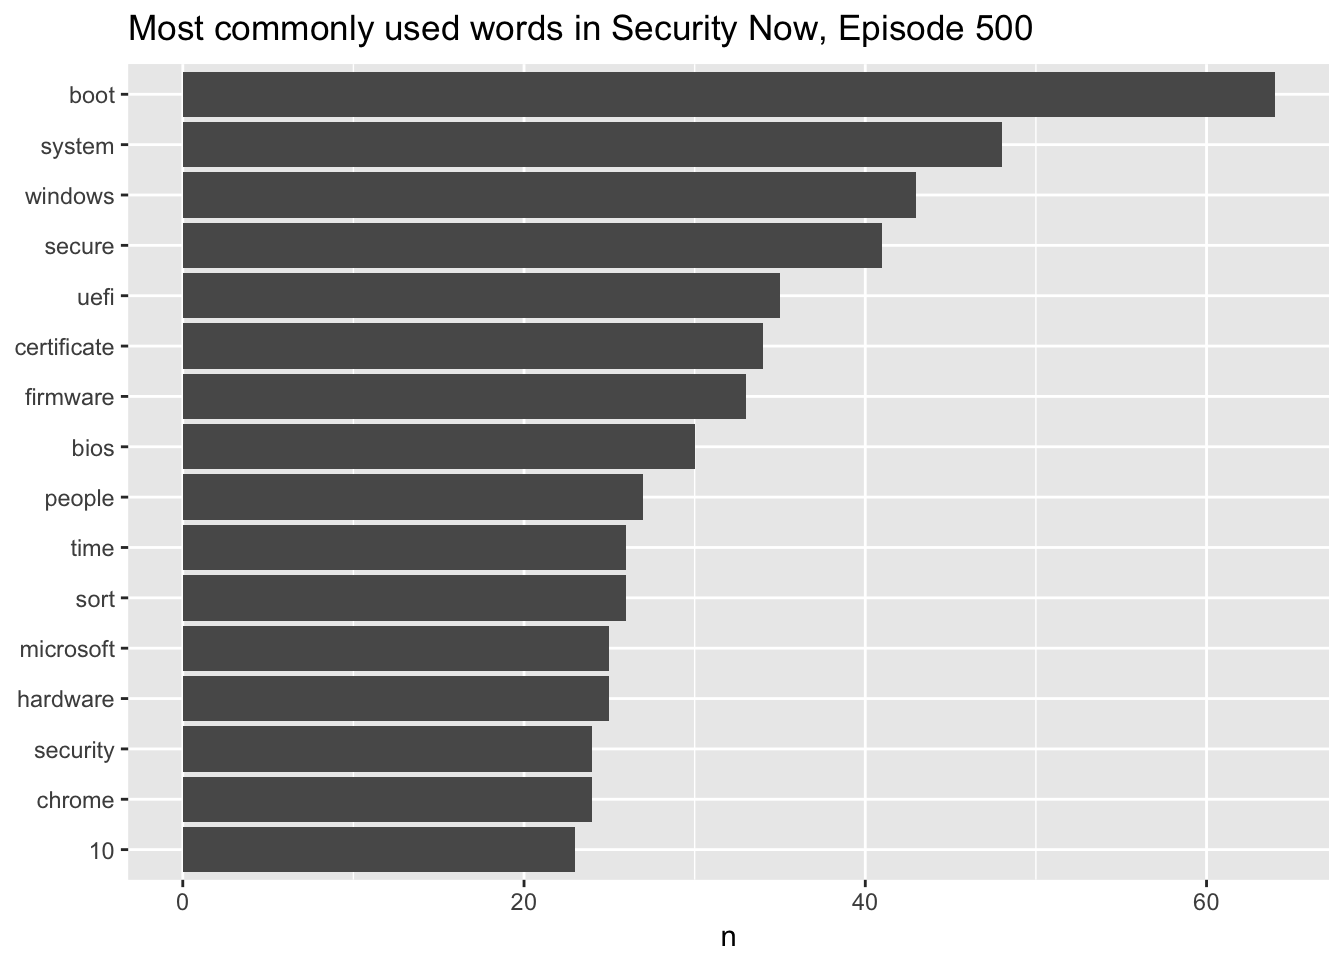 Most commonly used words in Security Now, Episode 500
boot
system
windows
secure
uefi
certificate
firmware
bios
people
time
sort
microsoft
hardware
security
chrome
10
0 20 40 60
n